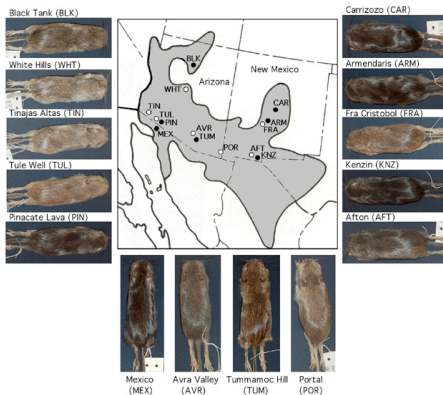 Black Tank (BLK)
White Hills (WHT)
Tinajas Altas (TIN)
Tule Well (TUL)
Pinacate Lava (PIN)
BLK
Arizona
New Mexico
WHT
TIN
TUL
PIN
MEX
AVR
TUM
POR
CAR
ARM
FRA
AFT
KNZ
Carrizozo (CAR)
Armendaris (ARM)
Fra Cristobol (FRA)
Kenzin (KNZ)
Afton (AFT)
Mexico
(MEX)
Avra Valley
(AVR)
Tummamoc Hill
(TUM)
Portal
(POR)